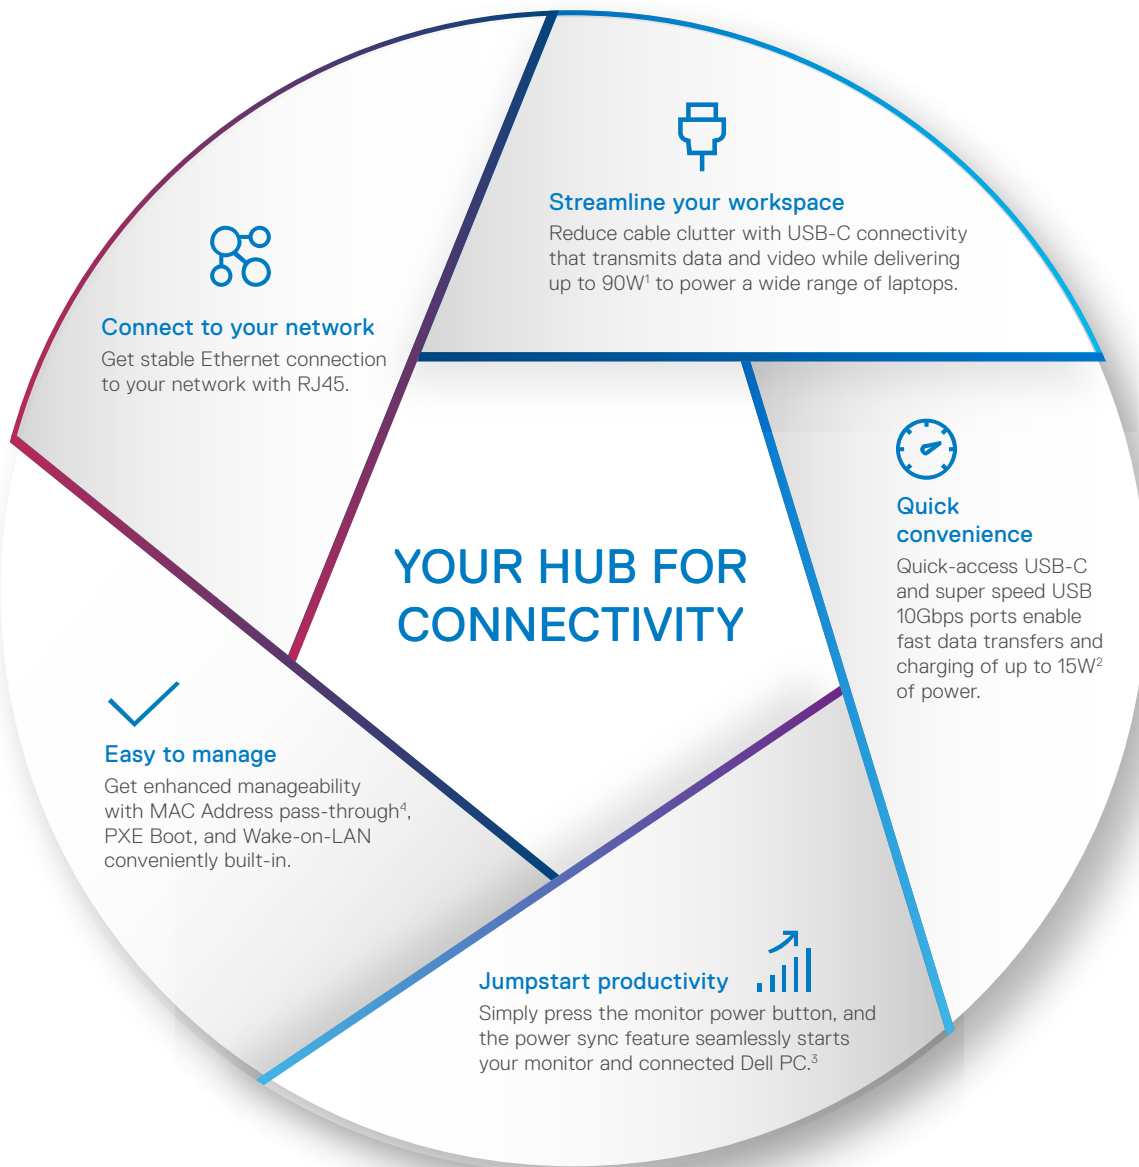 Streamline your workspace
Reduce cable clutter with USB-C connectivity
that transmits data and video while delivering
up to 90W¹ to power a wide range of laptops.
Connect to your network
Get stable Ethernet connection
to your network with RJ45.
Quick
convenience
Quick-access USB-C
and super speed USB
10Gbps ports enable
fast data transfers and
charging of up to 15W²
of power.
YOUR HUB FOR
CONNECTIVITY
Easy to manage
Get enhanced manageability
with MAC Address pass-through⁴,
PXE Boot, and Wake-on-LAN
conveniently built-in.
Jumpstart productivity
Simply press the monitor power button, and
the power sync feature seamlessly starts
your monitor and connected Dell PC.³